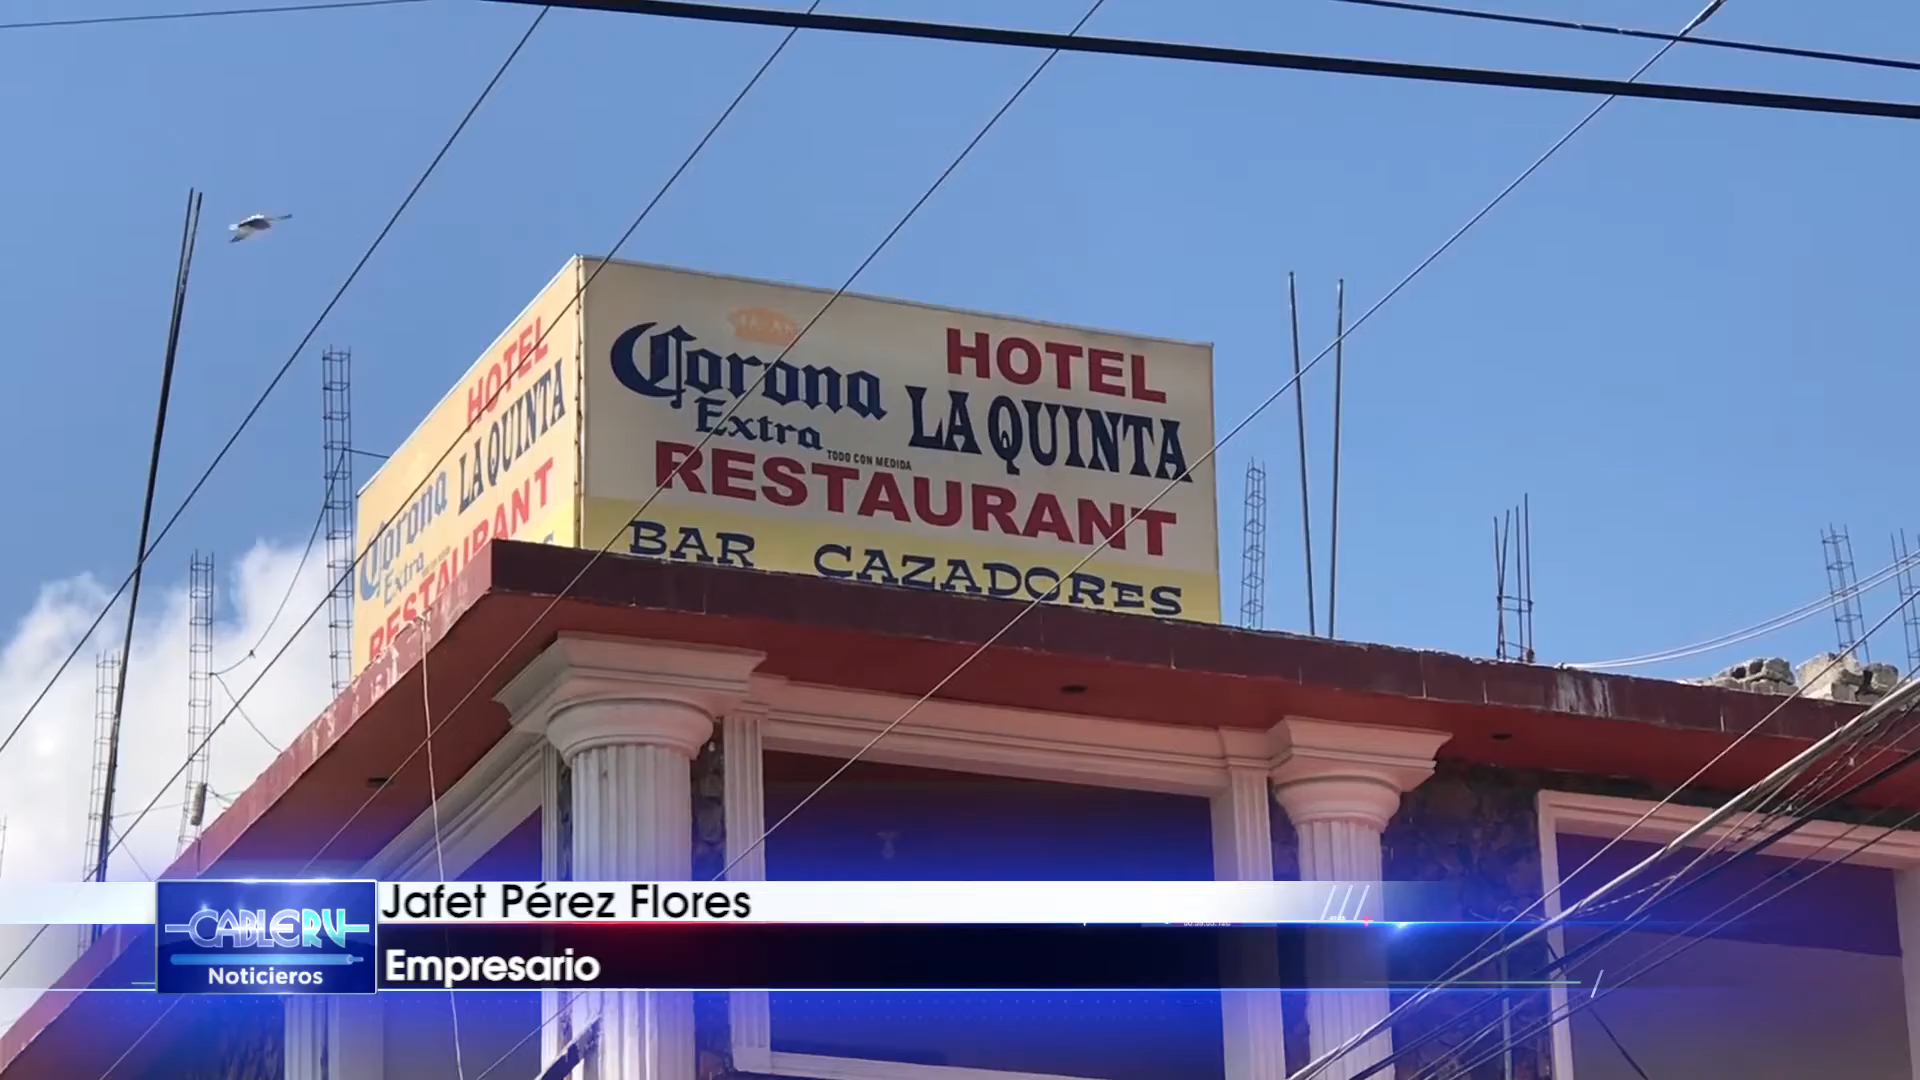 HOTEL
LA QUINTA
Corona
Extra
RESTAURANT
Corona
Extra
HOTEL
LA QUINTA
TODO CON MEDIDA
RESTAURANT
BAR CAZADORES
Jafet Pérez Flores
CABLERV
Noticieros
Empresario